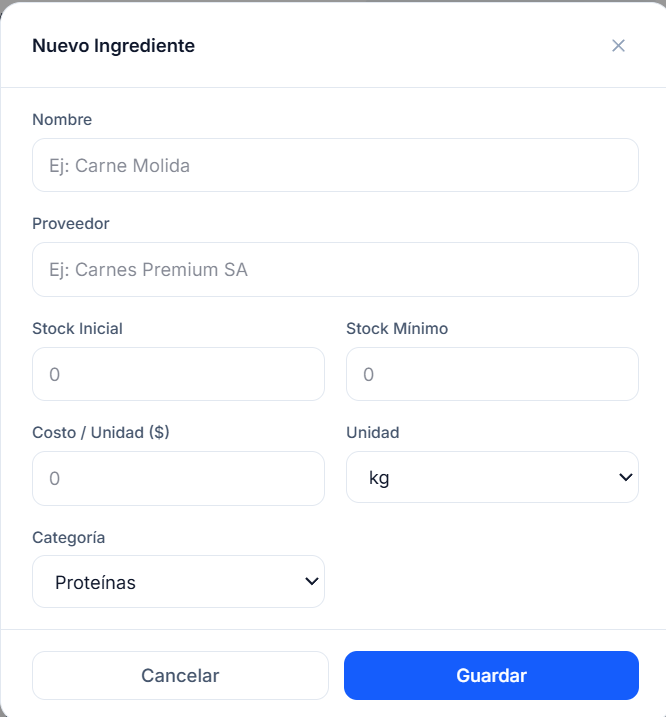 Nuevo Ingrediente
Nombre
Ej: Carne Molida
Proveedor
Ej: Carnes Premium SA
Stock Inicial
Stock Mínimo
0
0
Costo / Unidad ($)
Unidad
0
kg
Categoría
Proteínas
Cancelar
Guardar